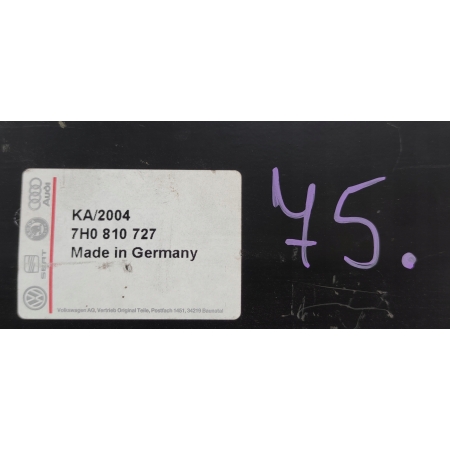 KA/2004
7H0 810 727
Made in Germany
Audi
SEAT
75.